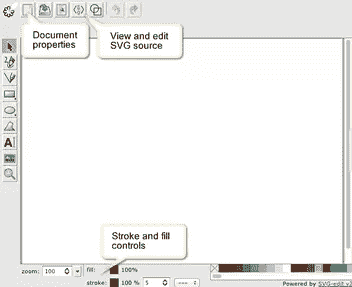 Document
properties
View and edit
SVG source
A
Stroke and fill
controls
zoom: 100 fill: 100%
stroke: 100 % 5 ---
Powered by SVG-edit v.